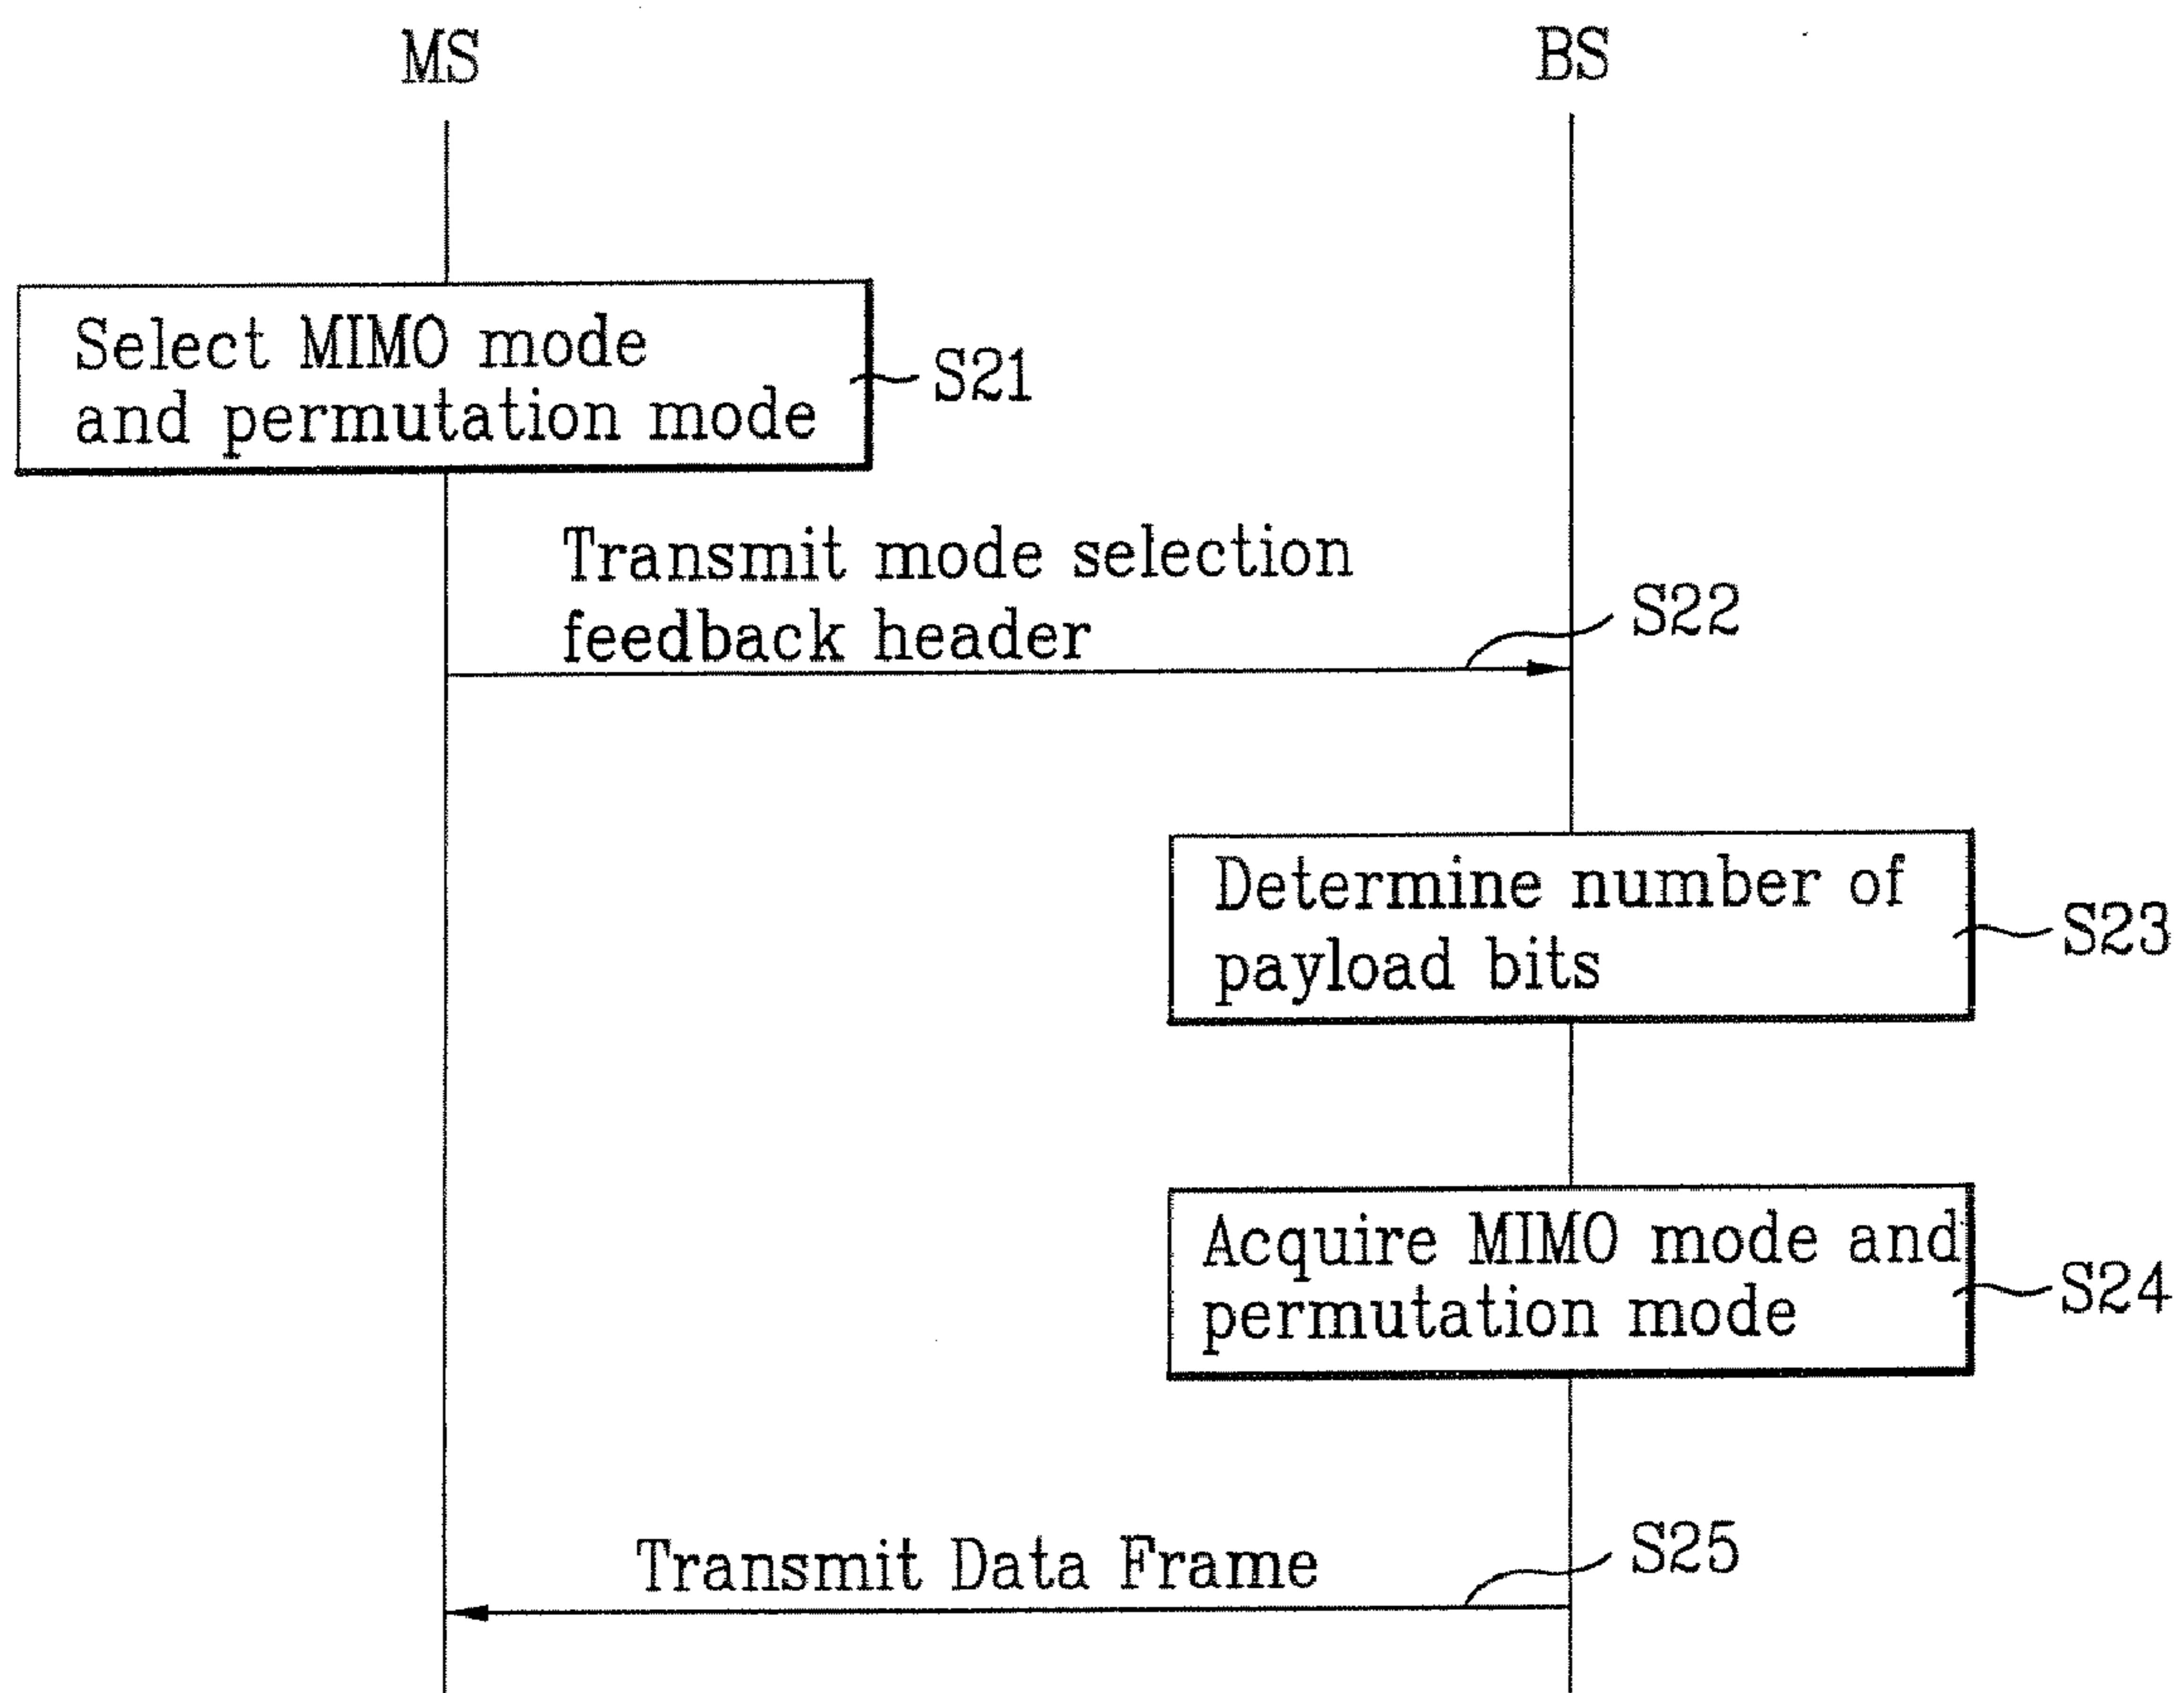 MS
BS
Select MIMO mode
and permutation mode
S21
Transmit mode selection
feedback header
S22
Determine number of
payload bits
S23
Acquire MIMO mode and
permutation mode
S24
Transmit Data Frame
S25